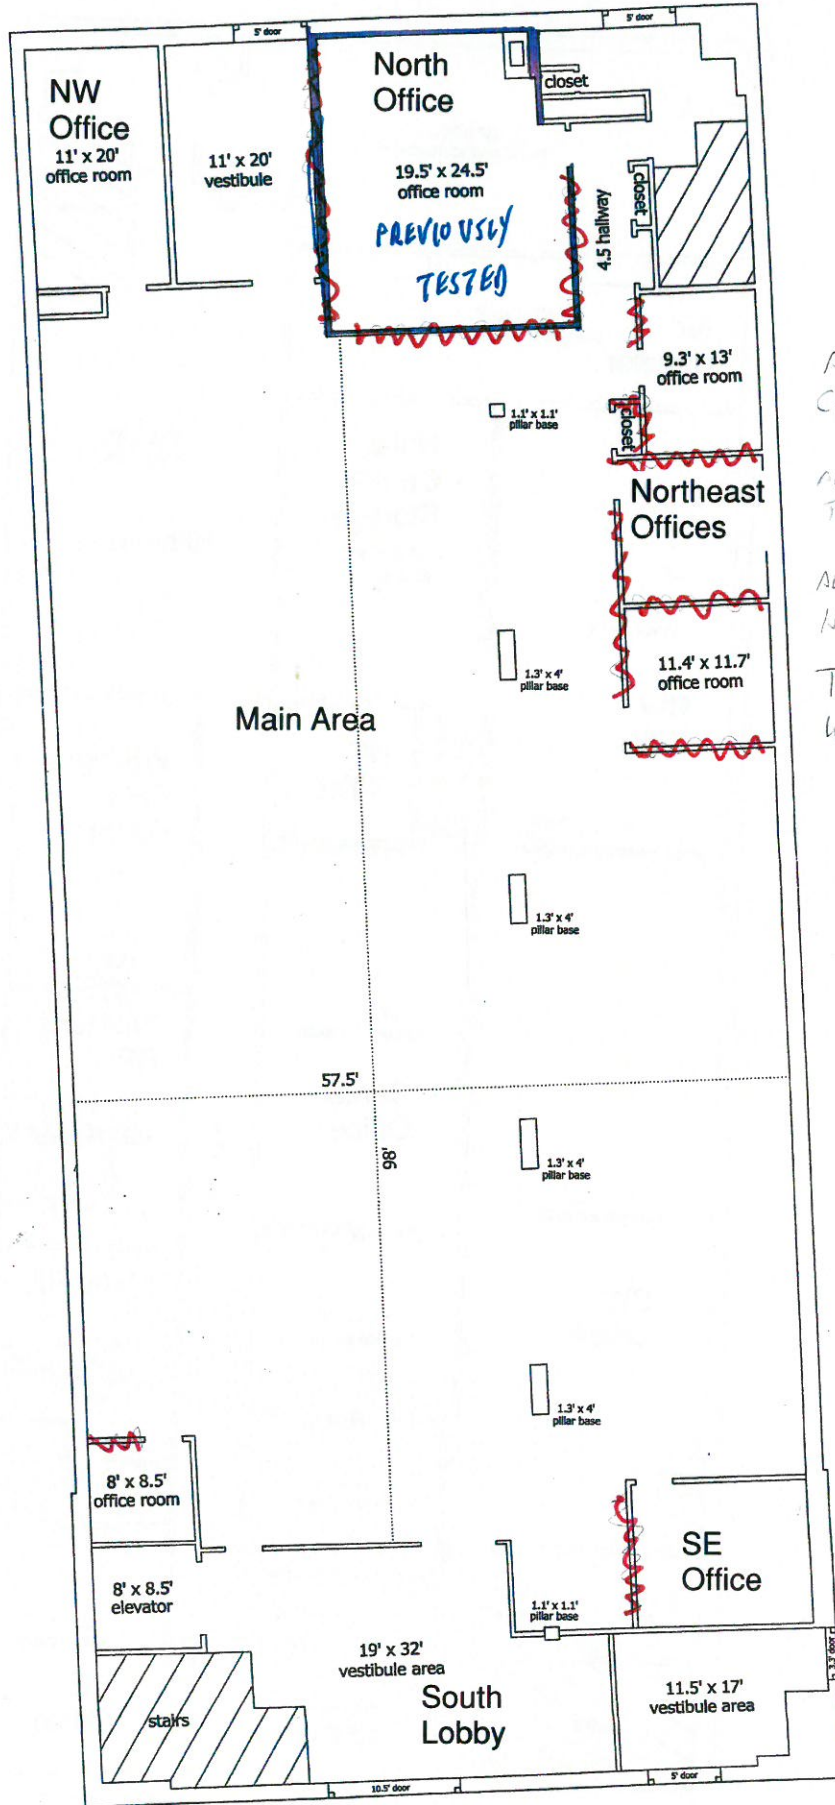 5' door
5' door
NW
Office
11' x 20'
office room
11' x 20'
vestibule
North
Office
19.5' x 24.5'
office room
PREVIOUSLY
TESTED
closet
closet
4.5 hallway
9.3' x 13'
office room
closet
1.1' x 1.1'
pillar base
Northeast
Offices
1.3' x 4'
pillar base
11.4' x 11.7'
office room
Main Area
1.3' x 4'
pillar base
57.5'
98'
1.3' x 4'
pillar base
1.3' x 4'
pillar base
8' x 8.5'
office room
SE
Office
8' x 8.5'
elevator
1.1' x 1.1'
pillar base
3.3' door
19' x 32'
vestibule area
11.5' x 17'
vestibule area
South
Lobby
stairs
10.5' door
5' door